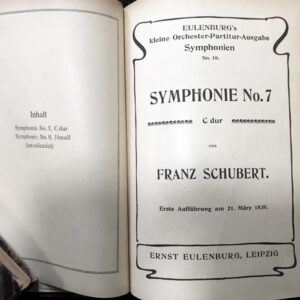 Inhalt
Symphonie No. 7, C dur
Symphonie No. 8, Hmoll
(unvollendet)
EULENBURG's
kleine Orchester-Partitur-Ausgabe
Symphonien
No. 10.
SYMPHONIE No. 7
C dur
von
FRANZ SCHUBERT.
Erste Aufführung am 21. März 1839.
ERNST EULENBURG, LEIPZIG